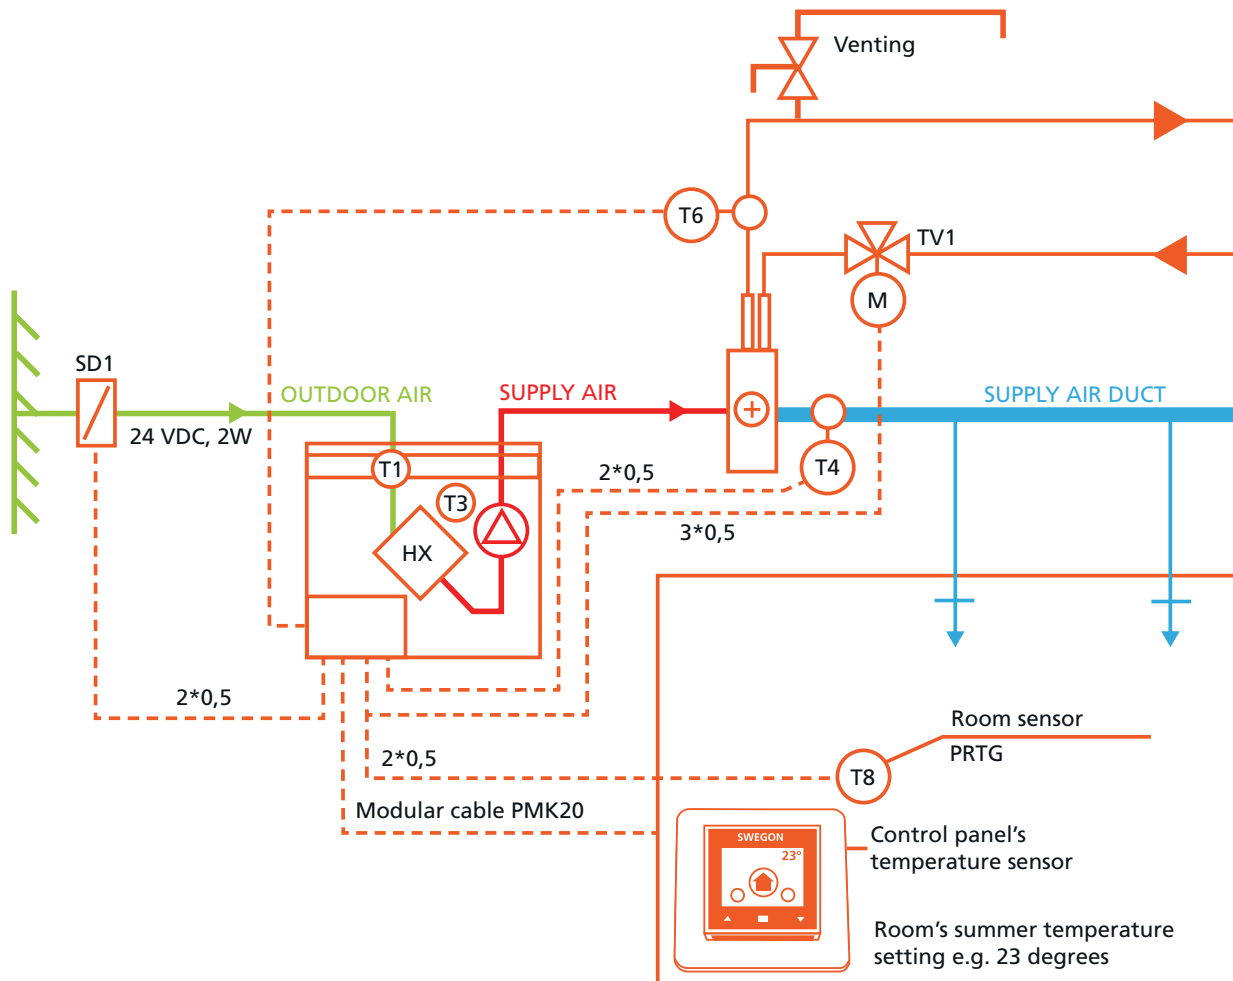 Venting
T6
TV1
M
SD1
OUTDOOR AIR
SUPPLY AIR
SUPPLY AIR DUCT
24 VDC, 2W
T1
T3
2*0,5
T4
3*0,5
HX
2*0,5
Room sensor
PRTG
2*0,5
T8
Modular cable PMK20
SWEGON
23°
Control panel's
temperature sensor
Room's summer temperature
setting e.g. 23 degrees